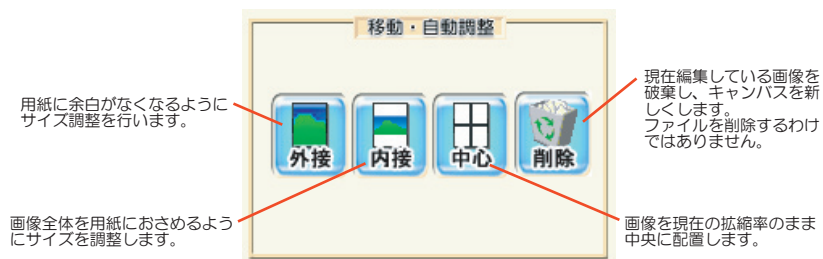 移動・自動調整
用紙に余白がなくなるように
サイズ調整を行います。
現在編集している画像を
破棄し、キャンバスを新
しくします。
ファイルを削除するわけ
ではありません。
外接
内接
中心
削除
画像全体を用紙におさめるよう
にサイズを調整します。
画像を現在の拡縮率のまま
中央に配置します。